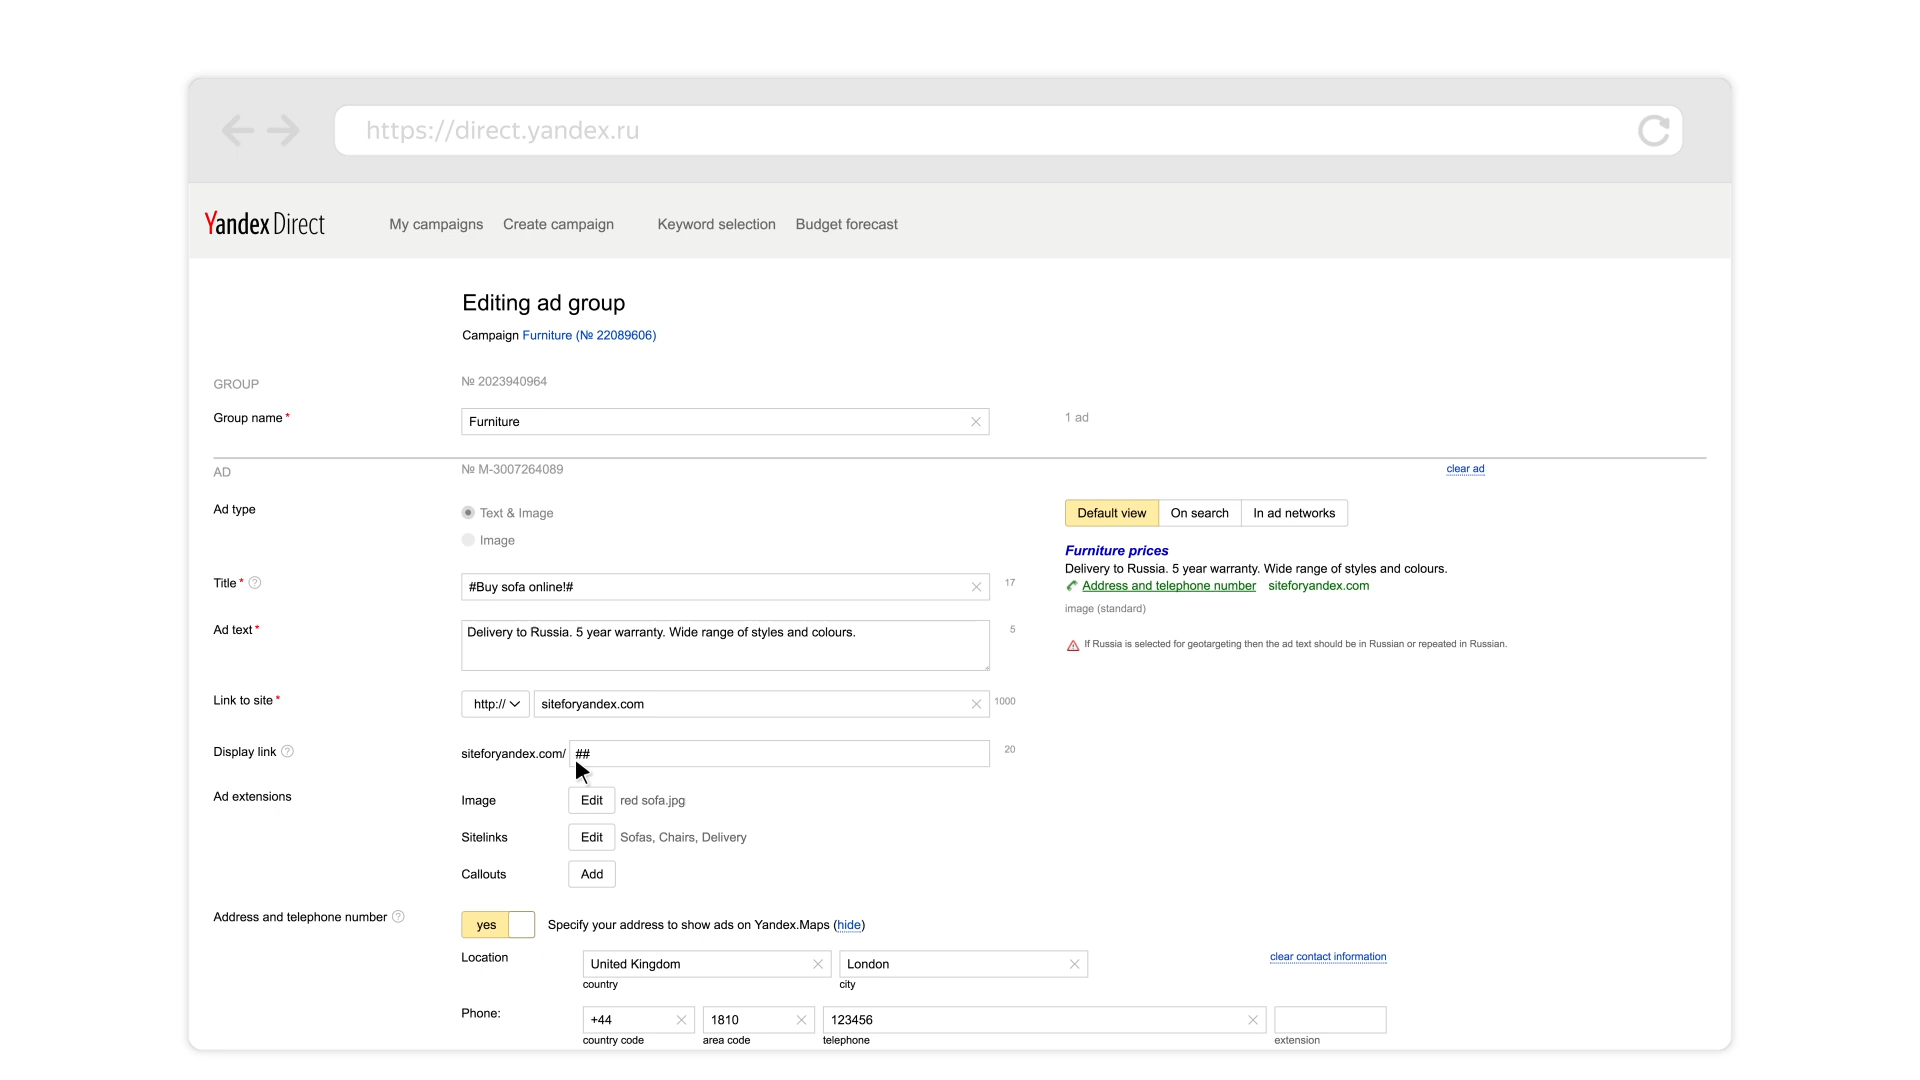 https://direct.yandex.ru
Yandex Direct My campaigns Create campaign Keyword selection Budget forecast
Editing ad group
Campaign Furniture (№ 22089606)
GROUP № 2023940964
Group name * Furniture 1 ad
AD № M-3007264089 clear ad
Ad type Text & Image Default view On search In ad networks
Image
Furniture prices
Delivery to Russia. 5 year warranty. Wide range of styles and colours.
Address and telephone number siteforyandex.com
image (standard)
If Russia is selected for geotargeting then the ad text should be in Russian or repeated in Russian.
Title * ? #Buy sofa online!# 17
Ad text * Delivery to Russia. 5 year warranty. Wide range of styles and colours. 5
Link to site * http:// siteforyandex.com 1000
Display link ? siteforyandex.com/ ## 20
Ad extensions Image Edit red sofa.jpg
Sitelinks Edit Sofas, Chairs, Delivery
Callouts Add
Address and telephone number ? yes Specify your address to show ads on Yandex.Maps (hide)
Location United Kingdom London clear contact information
country city
Phone: +44 1810 123456
country code area code telephone extension